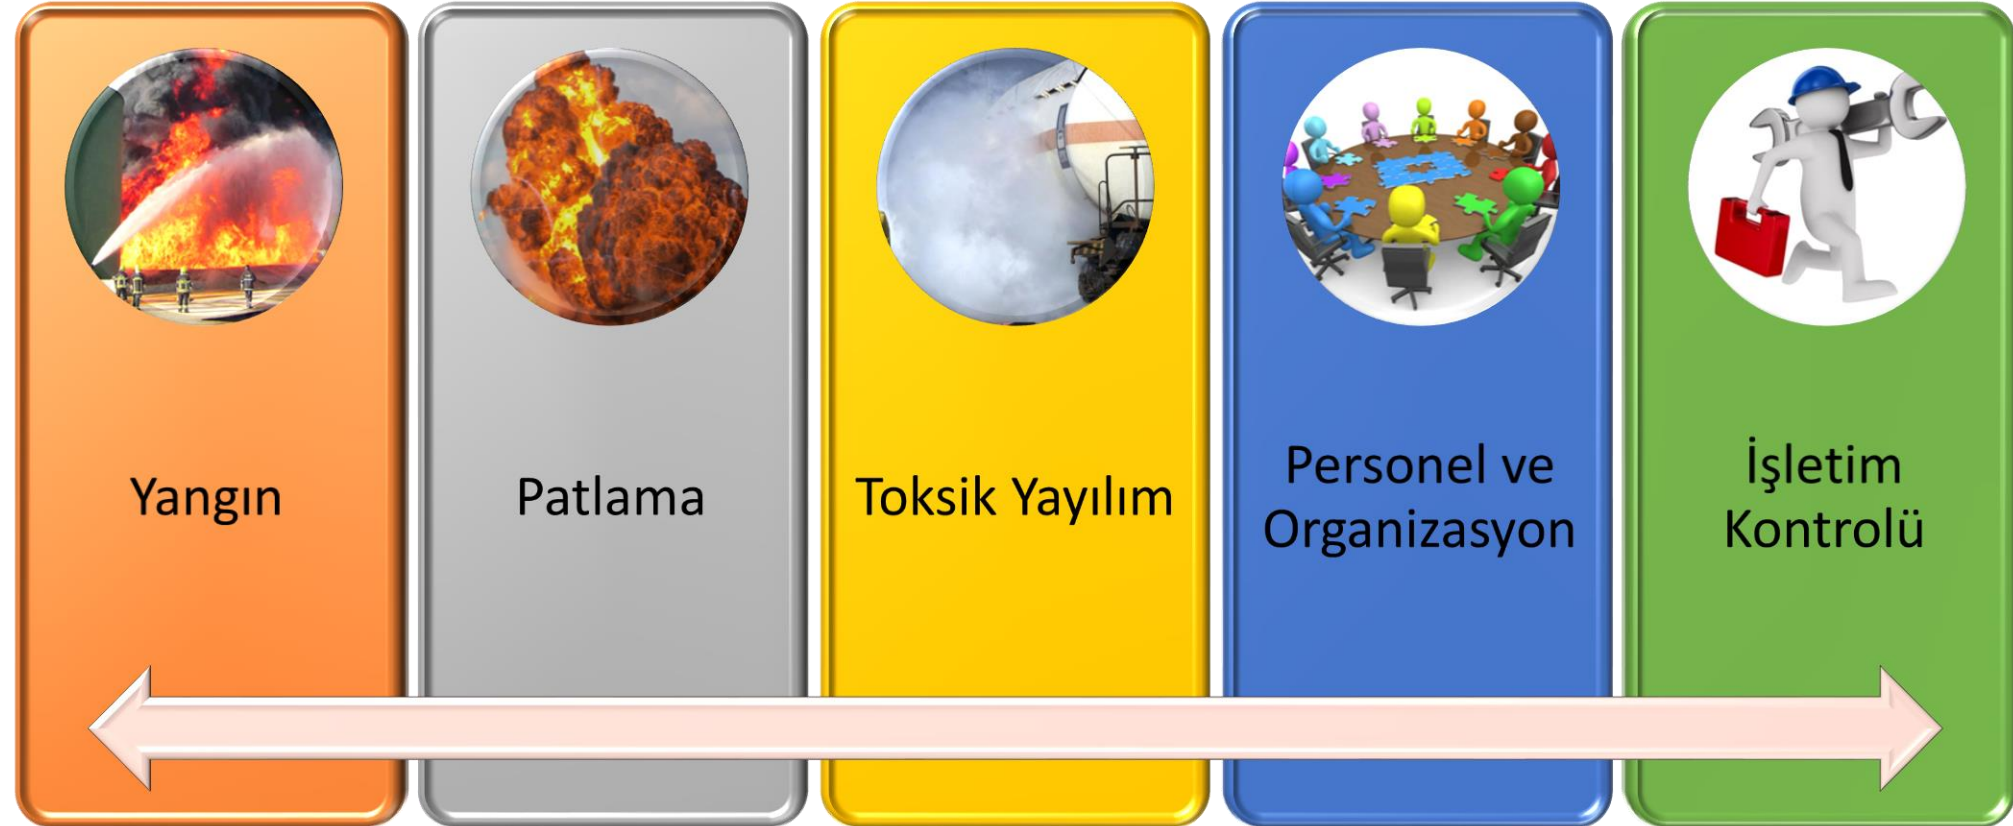 Yangın
Patlama
Toksik Yayılım
Personel ve
Organizasyon
İşletim
Kontrolü